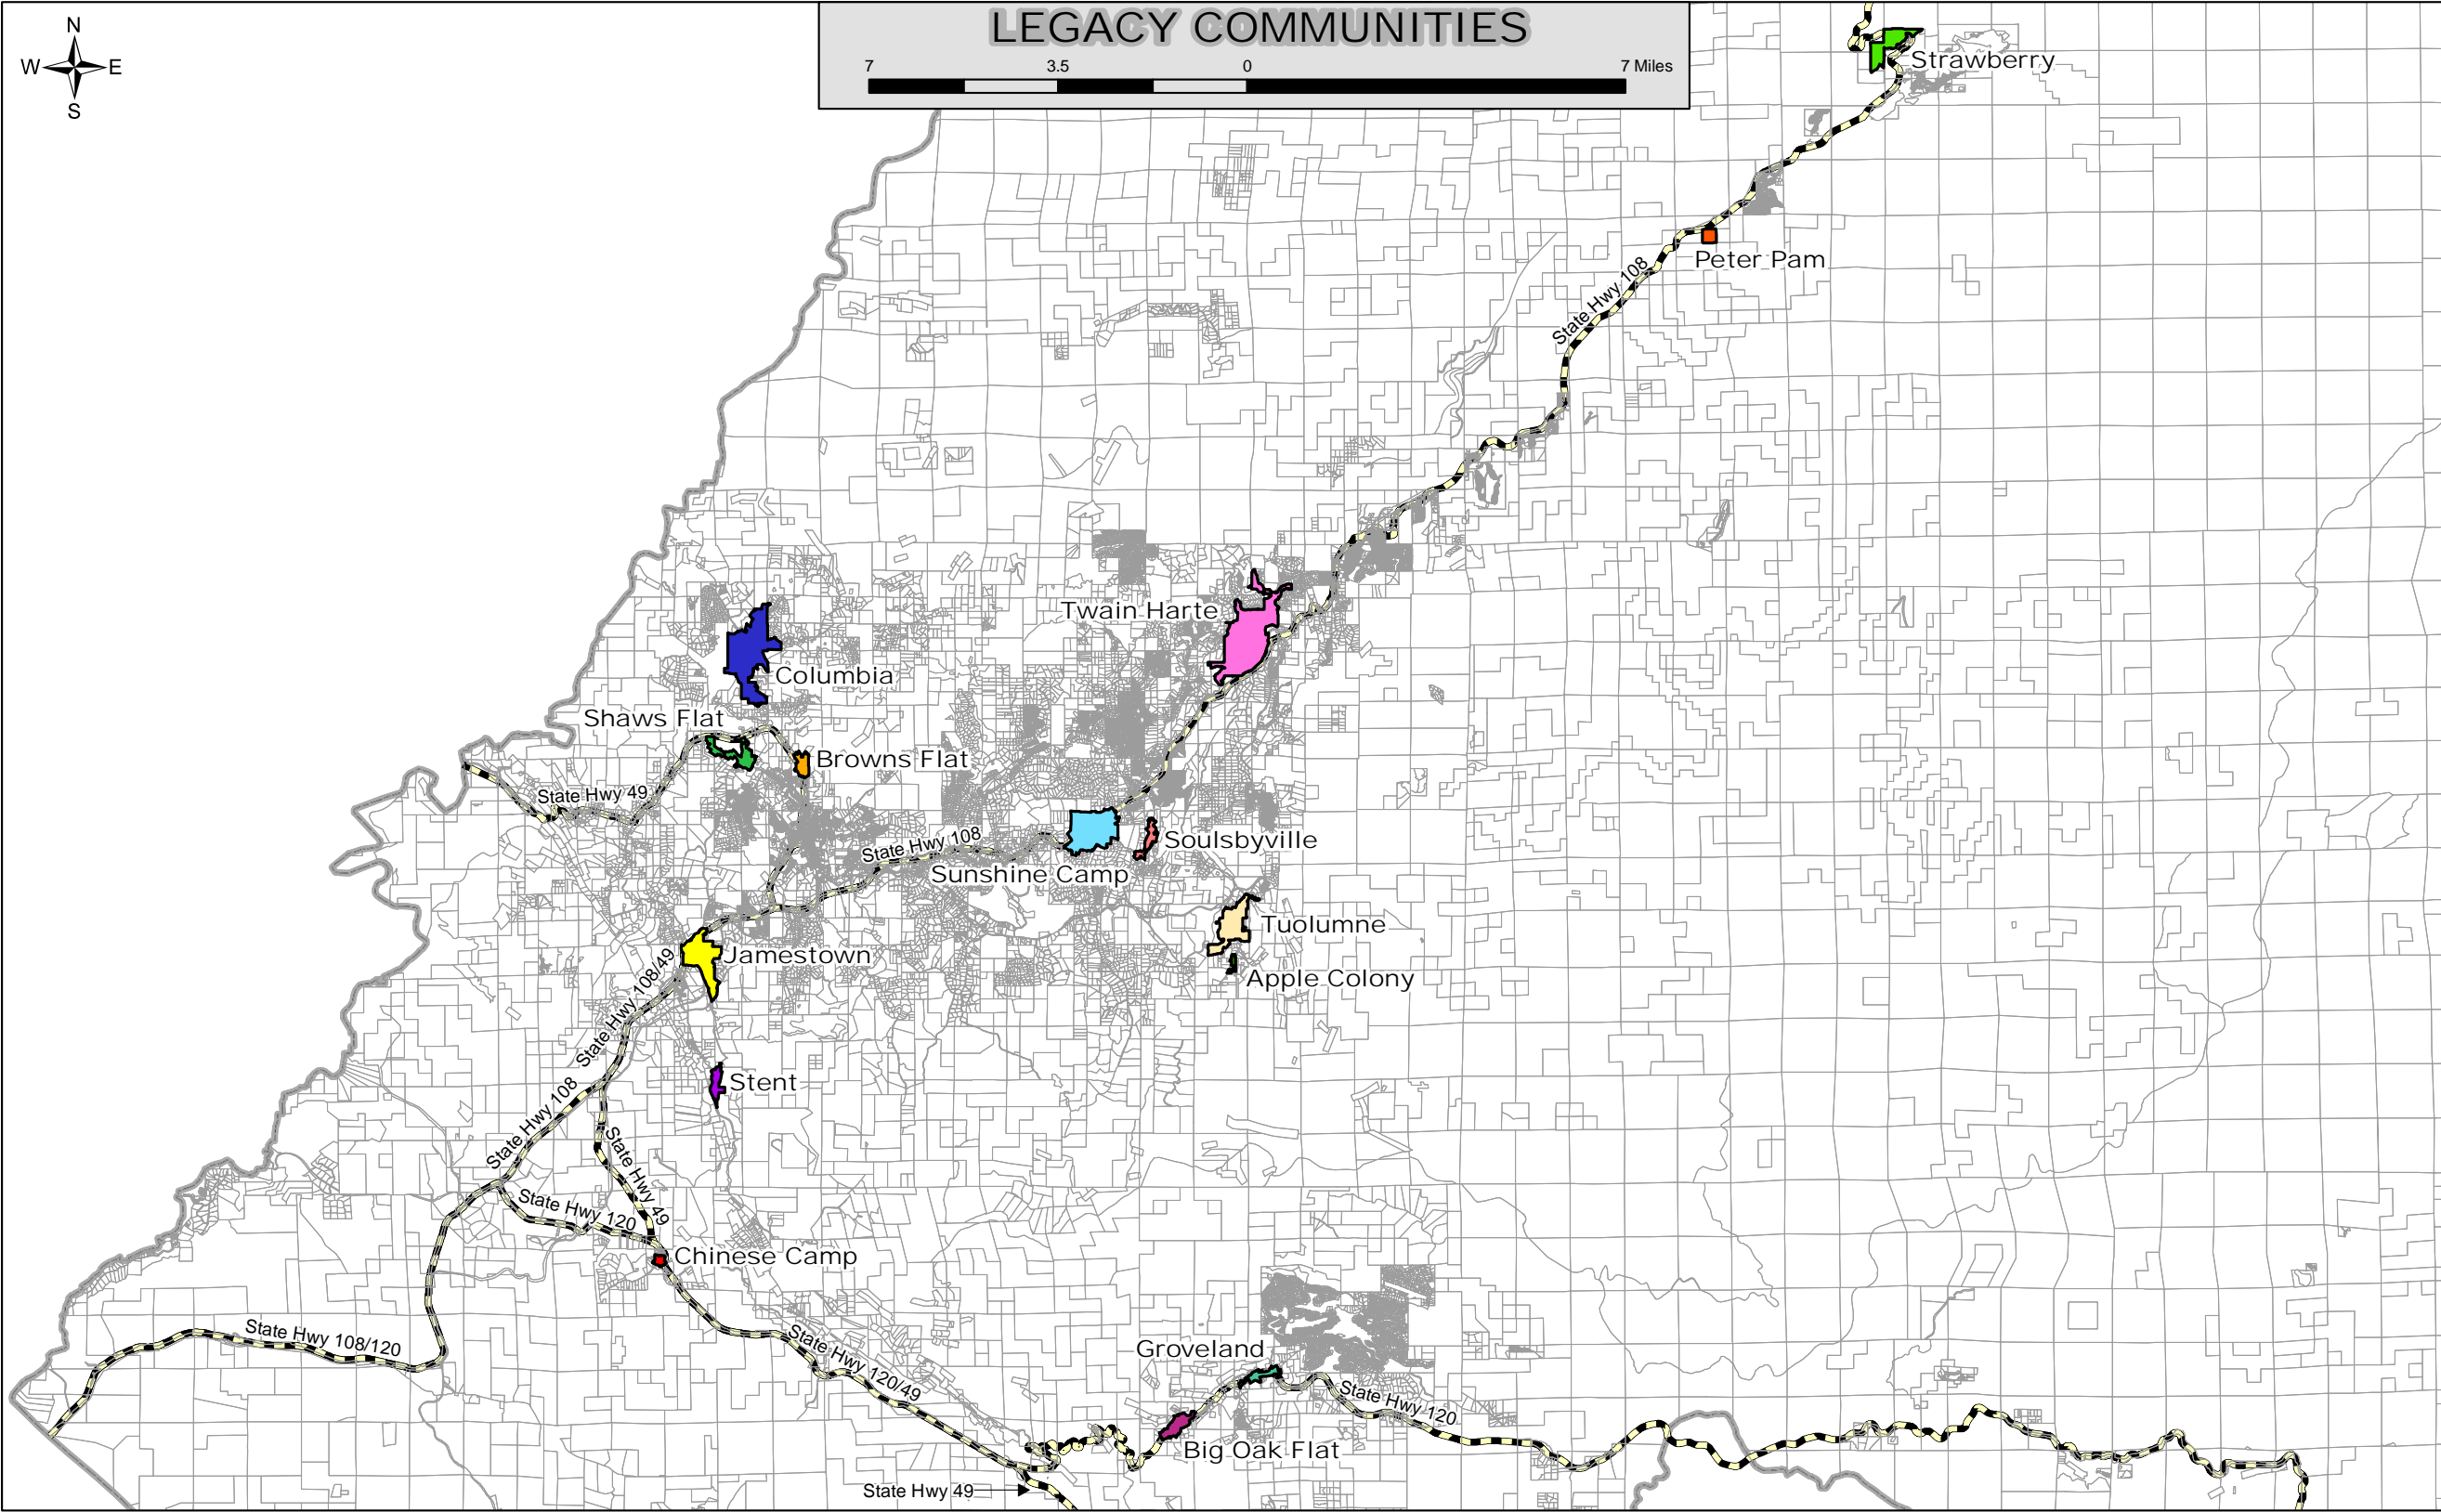 LEGACY COMMUNITIES
7 3.5 0 7 Miles
N
W E
S
Strawberry
Peter Pam
State Hwy 108
Twain Harte
Columbia
Shaws Flat
Browns Flat
State Hwy 49
State Hwy 108
Soulsbyville
Sunshine Camp
Tuolumne
Jamestown
Apple Colony
State Hwy 108/49
Stent
State Hwy 108
State Hwy 49
State Hwy 120
Chinese Camp
State Hwy 108/120
State Hwy 120/49
Groveland
State Hwy 120
Big Oak Flat
State Hwy 49